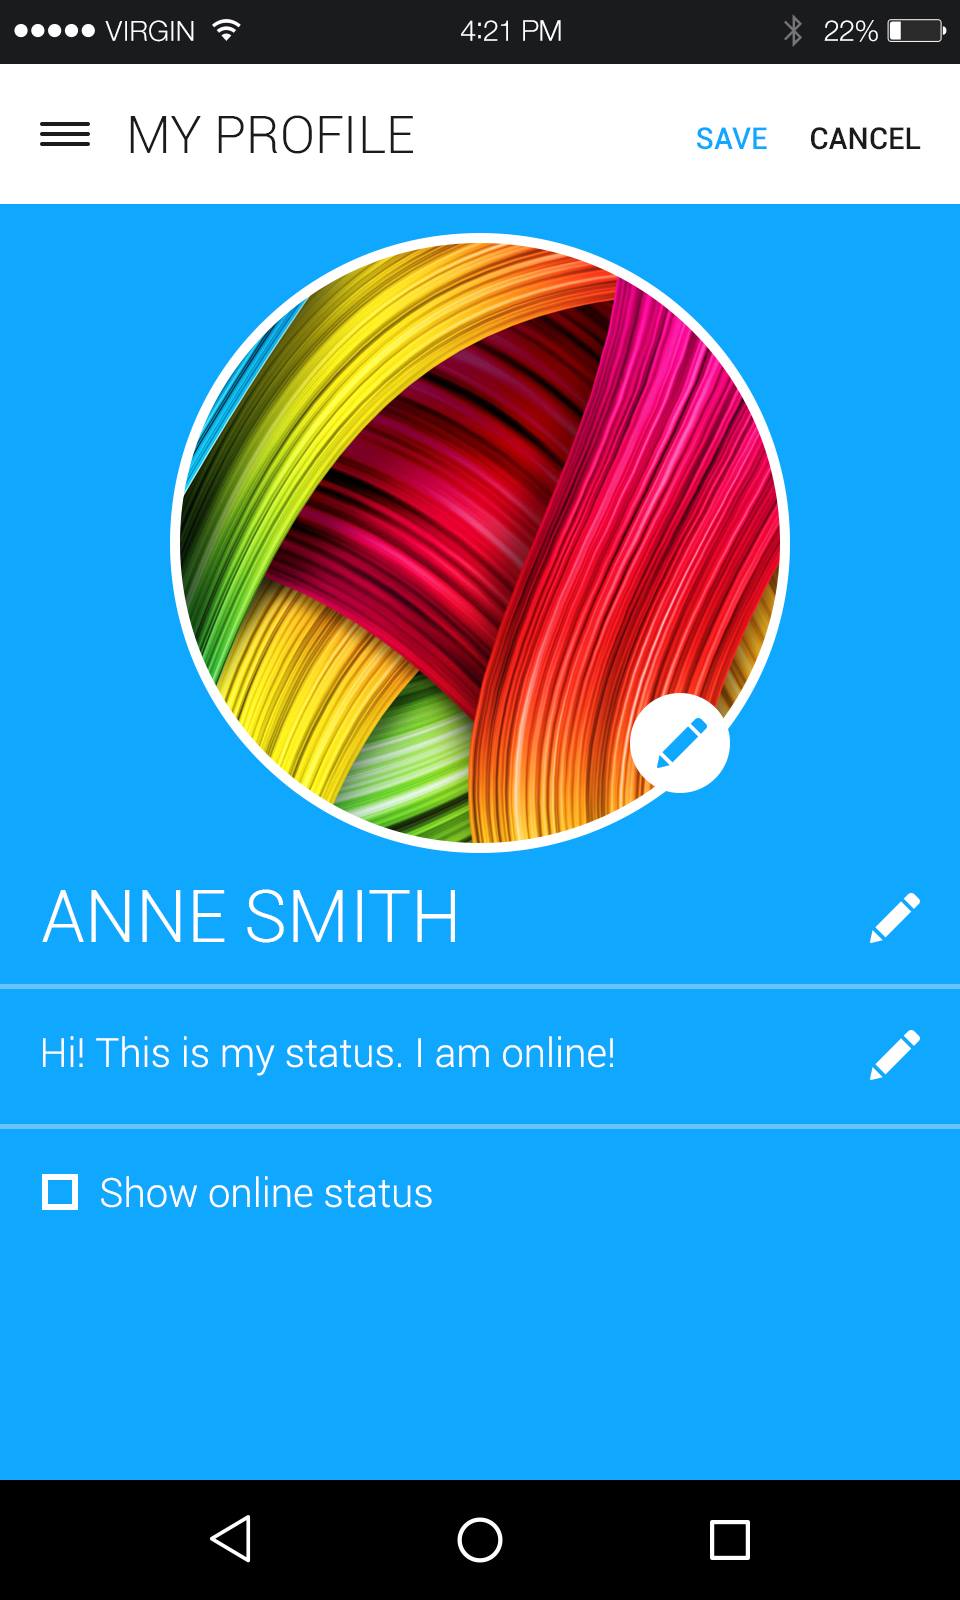 VIRGIN 4:21 PM 22%
MY PROFILE SAVE CANCEL
ANNE SMITH
Hi! This is my status. I am online!
Show online status